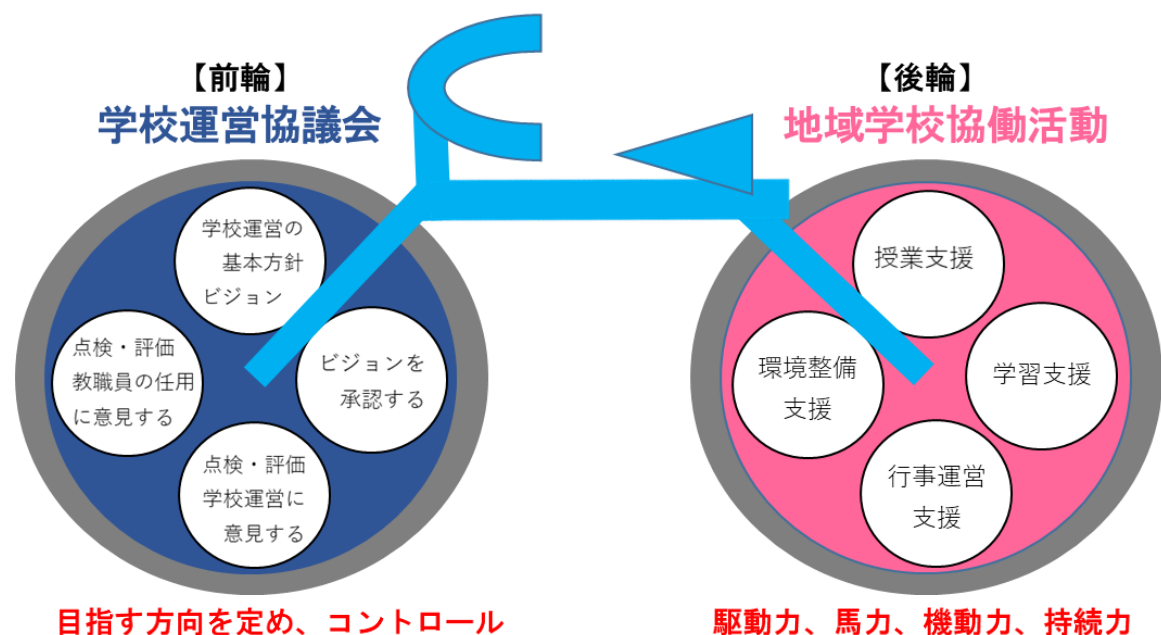 【前輪】
学校運営協議会
学校運営の
基本方針
ビジョン
点検・評価
教職員の任用
に意見する
ビジョンを
承認する
点検・評価
学校運営に
意見する
目指す方向を定め、コントロール
【後輪】
地域学校協働活動
授業支援
環境整備
支援
学習支援
行事運営
支援
駆動力、馬力、機動力、持続力